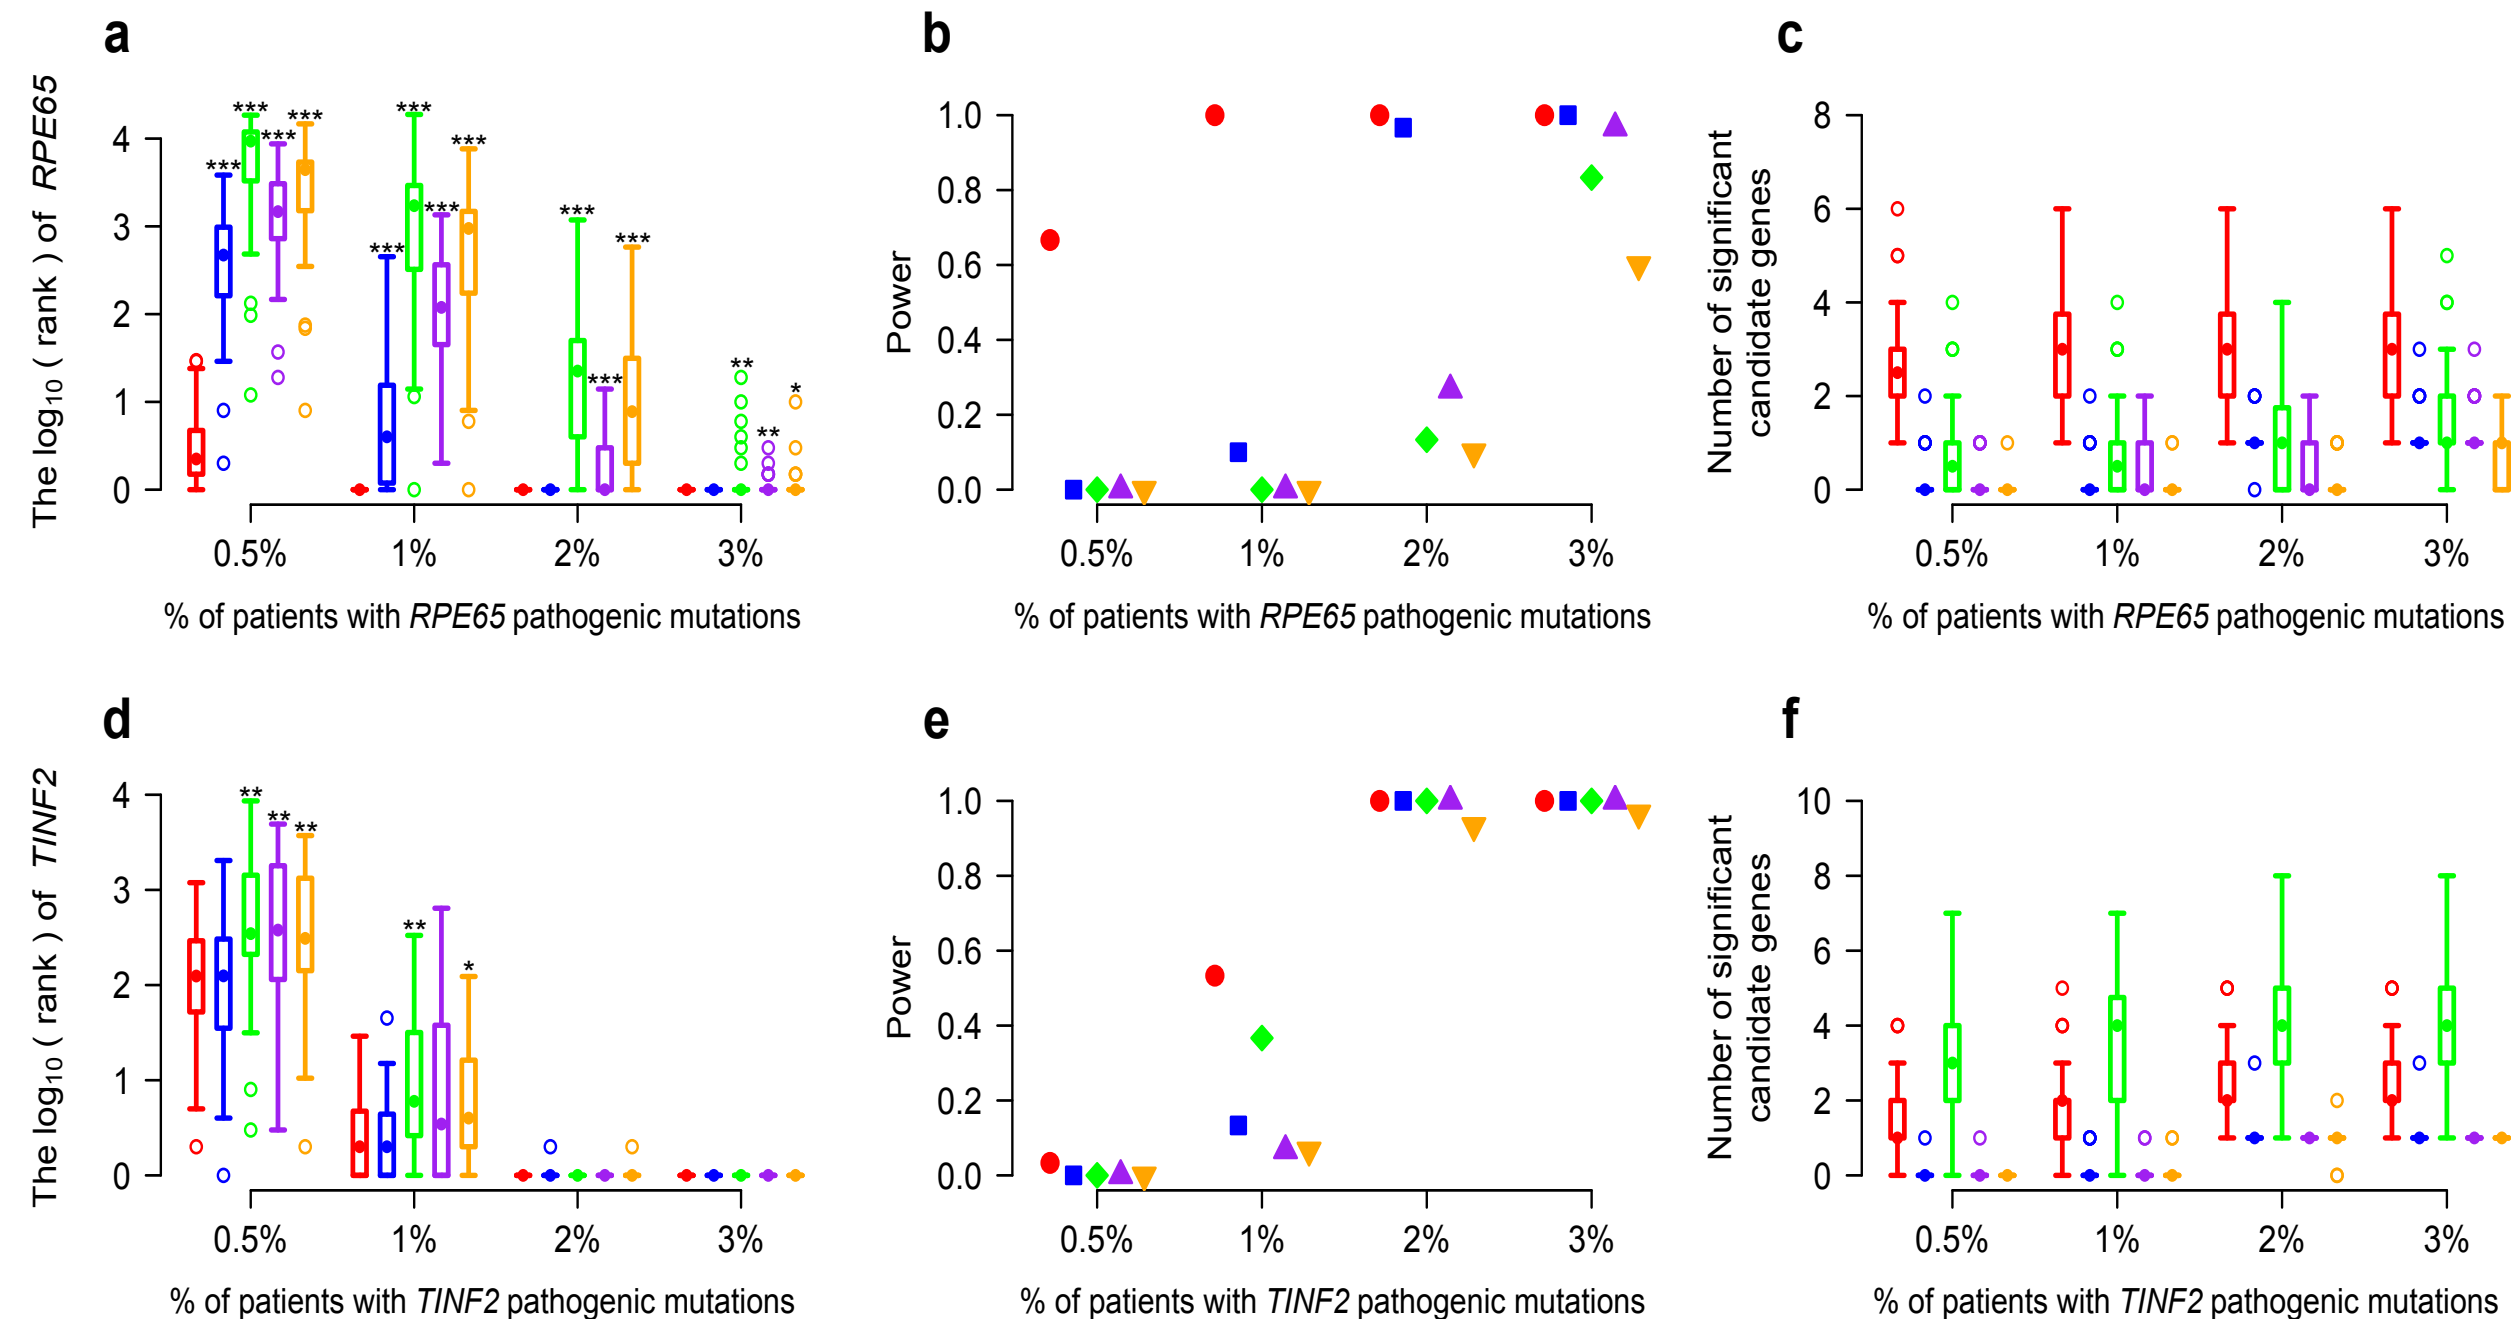 a
The log10 ( rank ) of RPE65
0 1 2 3 4
*** *** *** ***
*** *** *** ***
*** *** ***
** ** *
0.5% 1% 2% 3%
% of patients with RPE65 pathogenic mutations
b
Power
0.0 0.2 0.4 0.6 0.8 1.0
0.5% 1% 2% 3%
% of patients with RPE65 pathogenic mutations
c
Number of significant
candidate genes
0 2 4 6 8
0.5% 1% 2% 3%
% of patients with RPE65 pathogenic mutations
d
The log10 ( rank ) of TINF2
0 1 2 3 4
** ** **
** *
0.5% 1% 2% 3%
% of patients with TINF2 pathogenic mutations
e
Power
0.0 0.2 0.4 0.6 0.8 1.0
0.5% 1% 2% 3%
% of patients with TINF2 pathogenic mutations
f
Number of significant
candidate genes
0 2 4 6 8 10
0.5% 1% 2% 3%
% of patients with TINF2 pathogenic mutations